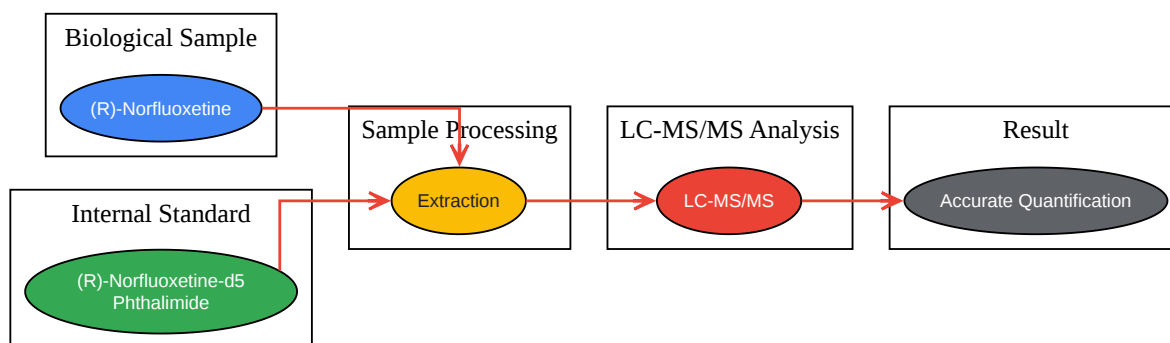 Biological Sample
(R)-Norfluoxetine
Internal Standard
(R)-Norfluoxetine-d5
Phthalimide
Sample Processing
Extraction
LC-MS/MS Analysis
LC-MS/MS
Result
Accurate Quantification